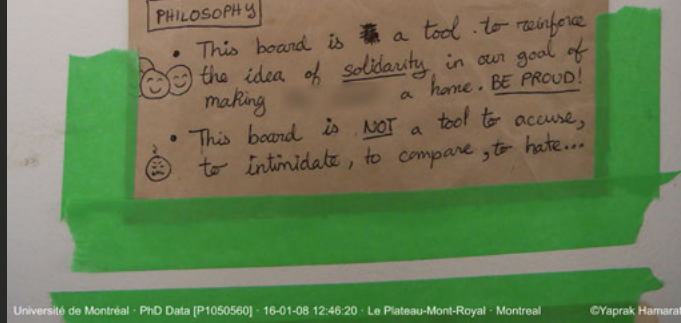 PHILOSOPHY
• This board is a tool to reinforce
the idea of solidarity in our goal of
making a home. BE PROUD!
• This board is NOT a tool to accuse,
to intimidate, to compare, to hate...
Université de Montréal · PhD Data [P1050560] · 16-01-08 12:46:20 · Le Plateau-Mont-Royal · Montreal ©Yaprak Hamarat